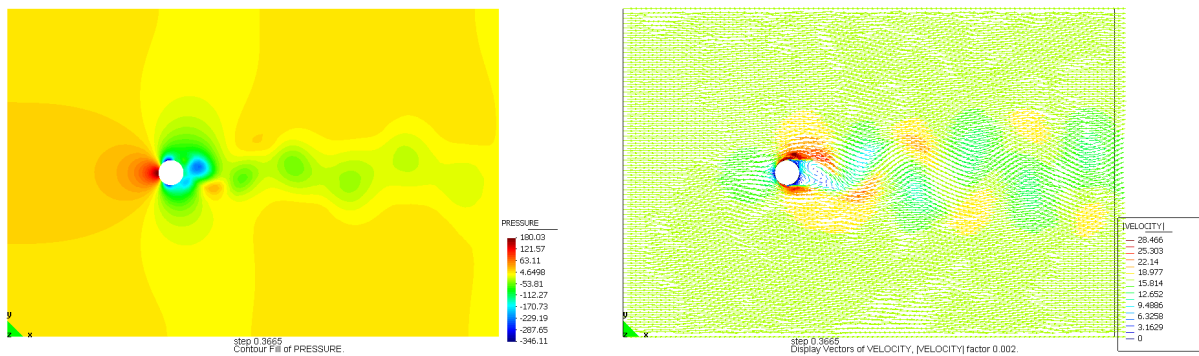 PRESSURE
180.03
121.57
63.11
4.6498
-53.81
-112.27
-170.73
-229.19
-287.65
-346.11
y
z x
step 0.3665
Contour Fill of PRESSURE.
|VELOCITY|
28.466
25.303
22.14
18.977
15.814
12.652
9.4886
6.3258
3.1629
0
y
z x
step 0.3665
Display Vectors of VELOCITY, |VELOCITY| factor 0.002.